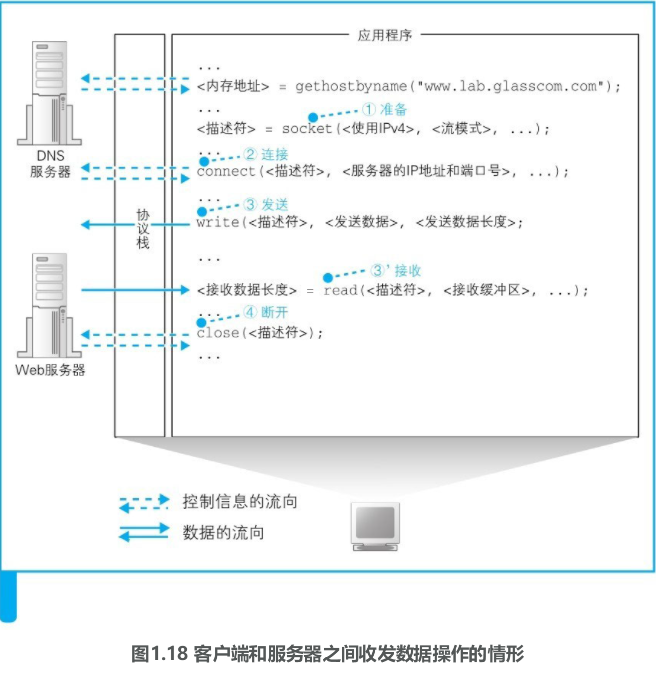 应用程序
...
<内存地址> = gethostbyname("www.lab.glasscom.com");
...
① 准备
<描述符> = socket(<使用IPv4>, <流模式>, ...);
DNS
服务器
...
② 连接
connect(<描述符>, <服务器的IP地址和端口号>, ...);
...
③ 发送
write(<描述符>, <发送数据>, <发送数据长度>;
协
议
栈
...
③' 接收
<接收数据长度> = read(<描述符>, <接收缓冲区>, ...);
...
④ 断开
close(<描述符>);
...
Web服务器
控制信息的流向
数据的流向
图1.18 客户端和服务器之间收发数据操作的情形